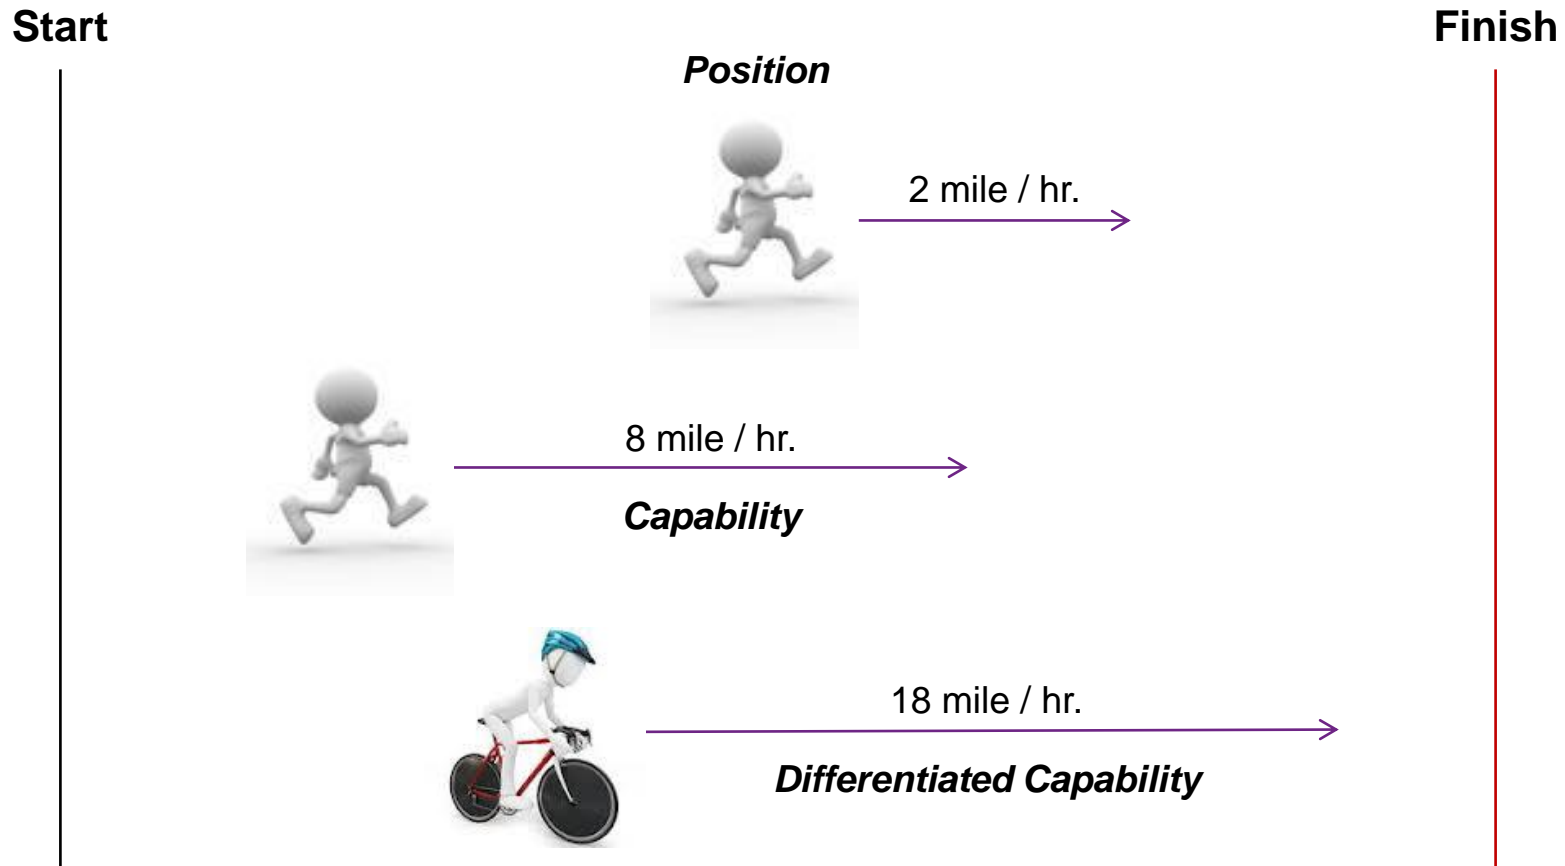 Start
Finish
Position
2 mile / hr.
8 mile / hr.
Capability
18 mile / hr.
Differentiated Capability